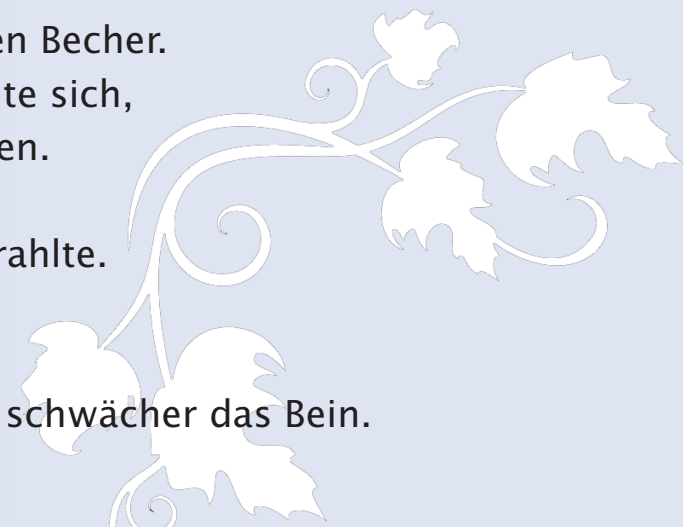 en Becher.
te sich,
en.
rahlte.
schwächer das Bein.